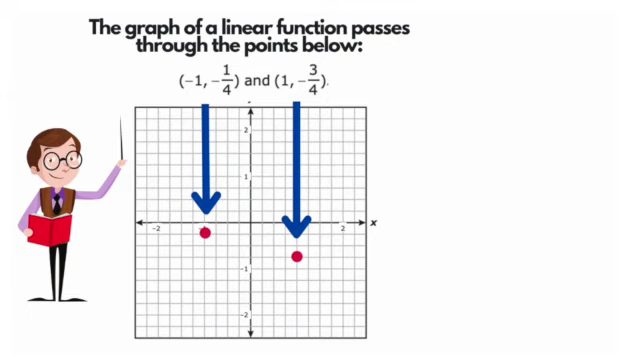 The graph of a linear function passes
through the points below:
(−1, −1/4) and (1, −3/4).
2
1
-2
2
x
-1
-2